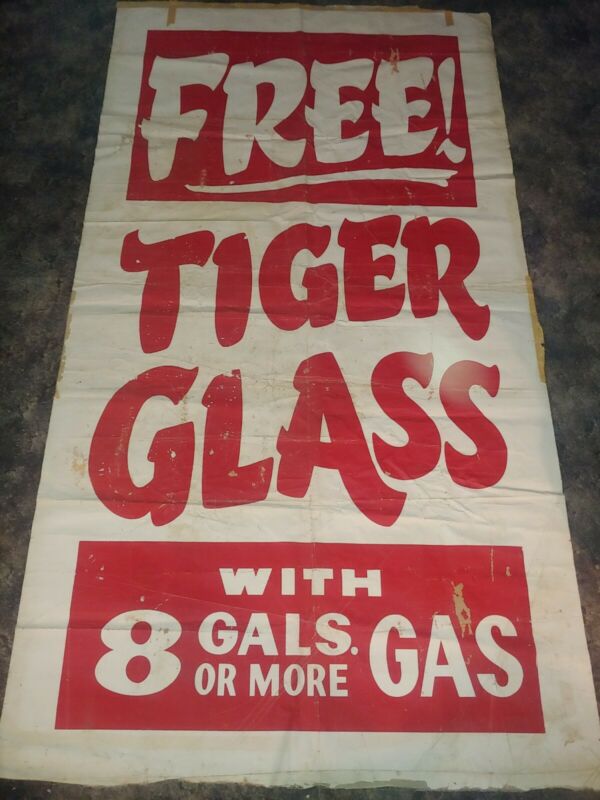 FREE!
TIGER
GLASS
WITH
8 GALS. OR MORE GAS